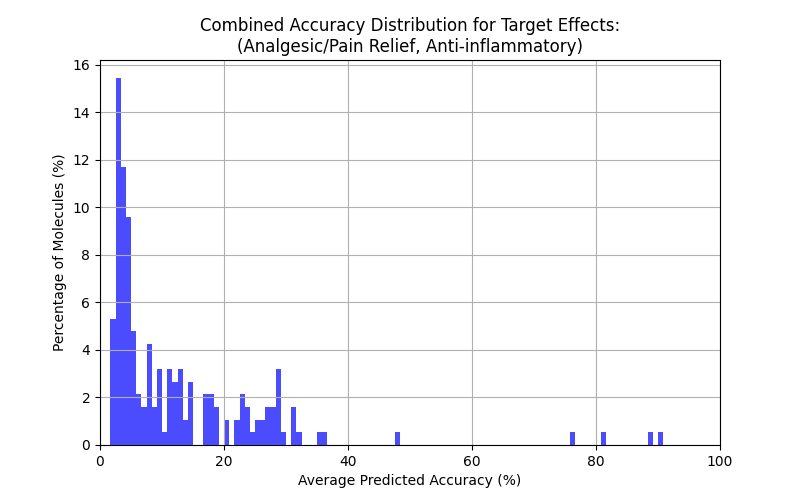 Combined Accuracy Distribution for Target Effects:
(Analgesic/Pain Relief, Anti-inflammatory)
16
14
12
10
8
6
4
2
0
Percentage of Molecules (%)
0 20 40 60 80 100
Average Predicted Accuracy (%)